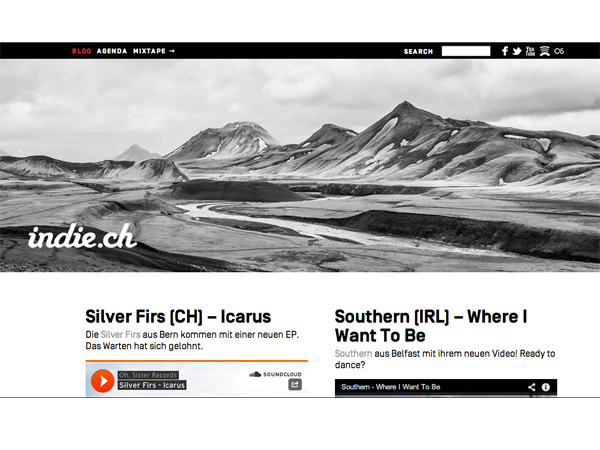 BLOG AGENDA MIXTAPE → SEARCH You Tube
indie.ch
Silver Firs (CH) – Icarus
Die Silver Firs aus Bern kommen mit einer neuen EP.
Das Warten hat sich gelohnt.
Oh, Sister Records
Silver Firs - Icarus
SOUNDCLOUD
Southern (IRL) – Where I
Want To Be
Southern aus Belfast mit ihrem neuen Video! Ready to
dance?
Southern - Where I Want To Be